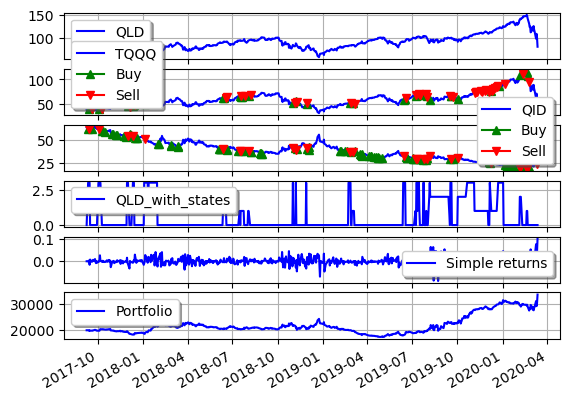 150
100
QLD
TQQQ
Buy
Sell
100
50
QID
Buy
Sell
50
25
2.5
0.0
QLD_with_states
0.1
0.0
Simple returns
30000
20000
Portfolio
2017-10
2018-01
2018-04
2018-07
2018-10
2019-01
2019-04
2019-07
2019-10
2020-01
2020-04